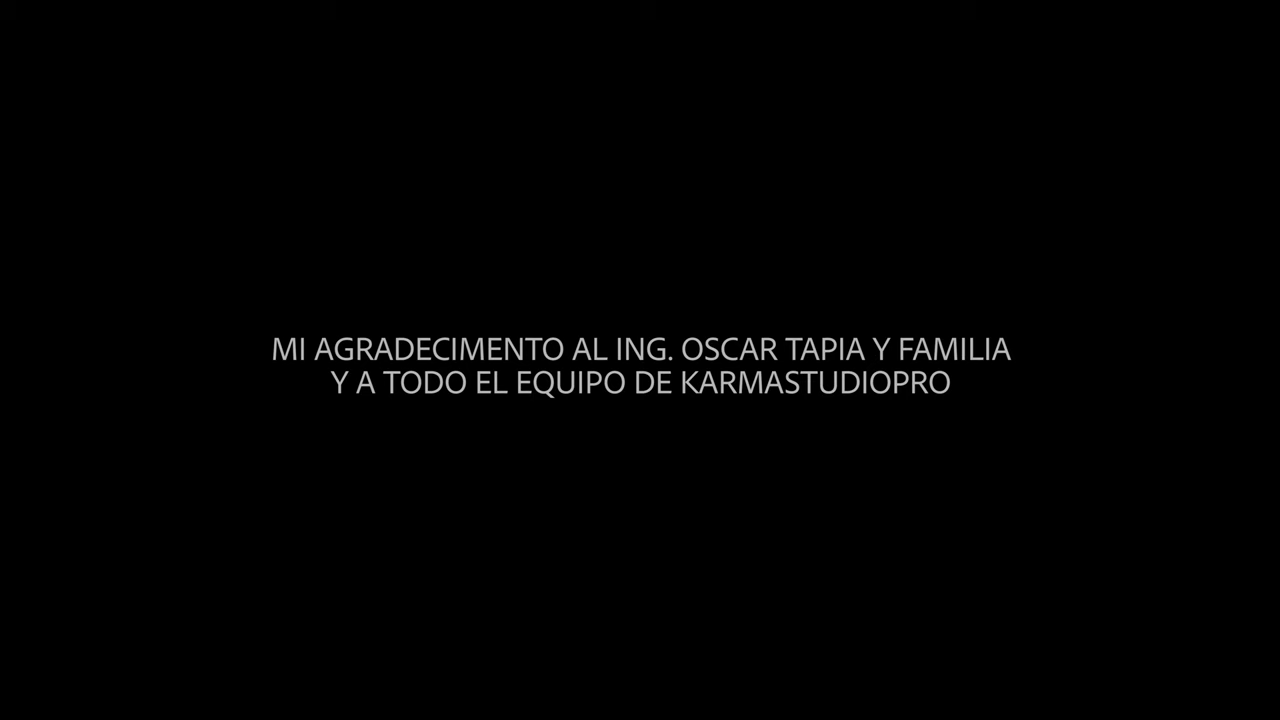 MI AGRADECIMENTO AL ING. OSCAR TAPIA Y FAMILIA
Y A TODO EL EQUIPO DE KARMASTUDIOPRO